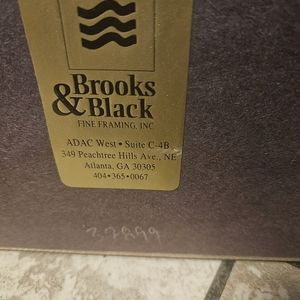 Brooks
& Black
FINE FRAMING, INC
ADAC West • Suite C-4B
349 Peachtree Hills Ave., NE
Atlanta, GA 30305
404•365•0067